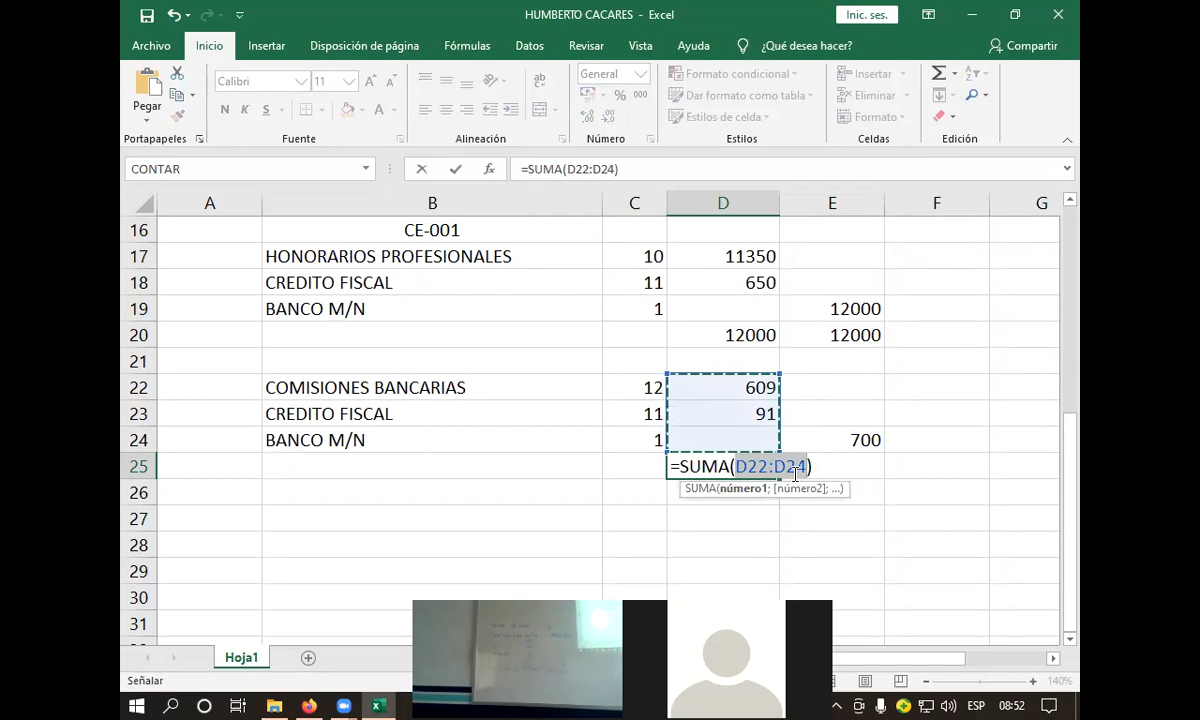 HUMBERTO CACARES - Excel
Inic. ses.
Archivo Inicio Insertar Disposición de página Fórmulas Datos Revisar Vista Ayuda ¿Qué desea hacer? Compartir
Pegar
Calibri 11 A A
N K S A
ab
General
% 000
Formato condicional
Dar formato como tabla
Estilos de celda
Insertar
Eliminar
Formato
Portapapeles Fuente Alineación Número Estilos Celdas Edición
CONTAR fx =SUMA(D22:D24)
A B C D E F G
16 CE-001
17 HONORARIOS PROFESIONALES 10 11350
18 CREDITO FISCAL 11 650
19 BANCO M/N 1 12000
20 12000 12000
21
22 COMISIONES BANCARIAS 12 609
23 CREDITO FISCAL 11 91
24 BANCO M/N 1 700
25 =SUMA(D22:D24)
SUMA(número1; [número2]; ...)
26
27
28
29
30
31
Hoja1
Señalar 140%
ESP 08:52